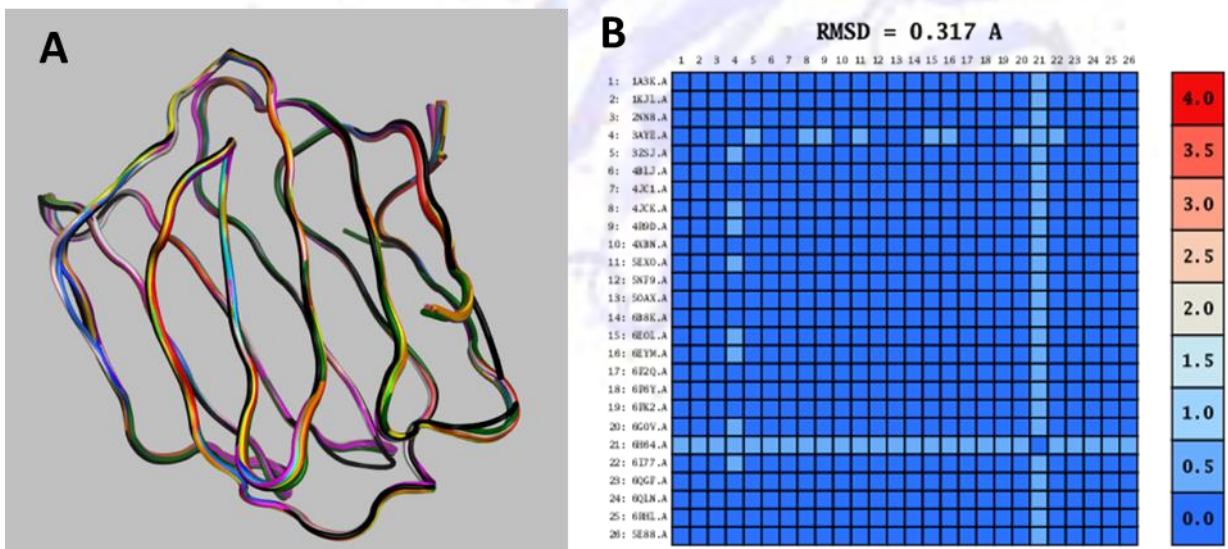 A
B
RMSD = 0.317 A
1 2 3 4 5 6 7 8 9 10 11 12 13 14 15 16 17 18 19 20 21 22 23 24 25 26
1: 1A3K.A
2: 1KJL.A
3: 2NN8.A
4: 3AYE.A
5: 3ZSJ.A
6: 4BLJ.A
7: 4JC1.A
8: 4JCK.A
9: 4R9D.A
10: 4XBN.A
11: 5EXO.A
12: 5NF9.A
13: 5OAX.A
14: 6B8K.A
15: 6EOL.A
16: 6EYM.A
17: 6F2Q.A
18: 6F6Y.A
19: 6FK2.A
20: 6G0V.A
21: 6H64.A
22: 6I77.A
23: 6QGF.A
24: 6QLN.A
25: 6RHL.A
26: 5E88.A
4.0
3.5
3.0
2.5
2.0
1.5
1.0
0.5
0.0